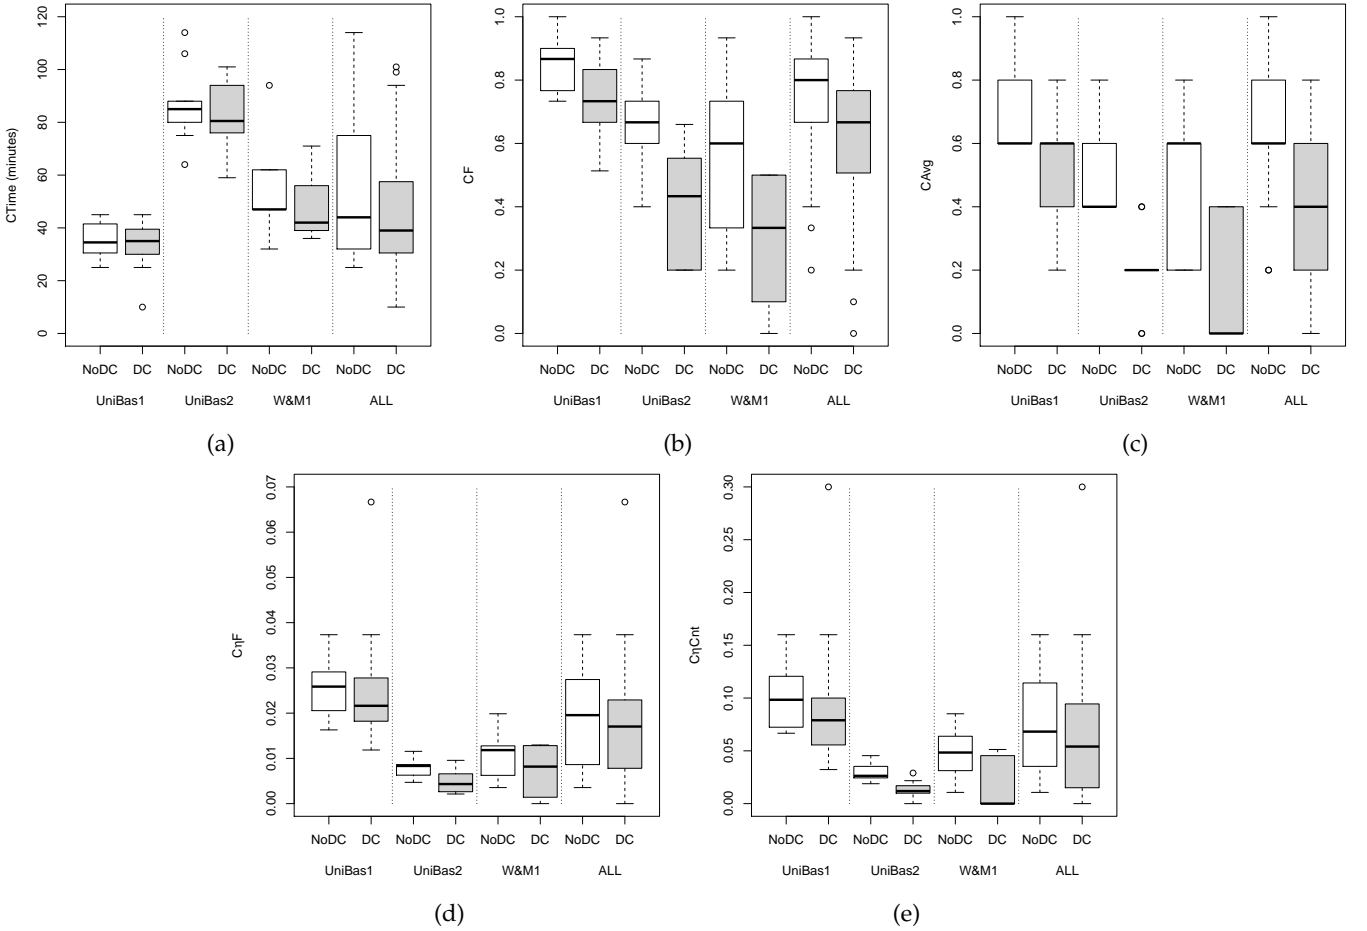 CTime (minutes)
0 20 40 60 80 100 120
NoDC DC NoDC DC NoDC DC NoDC DC
UniBas1 UniBas2 W&M1 ALL
(a)
CF
0.0 0.2 0.4 0.6 0.8 1.0
NoDC DC NoDC DC NoDC DC NoDC DC
UniBas1 UniBas2 W&M1 ALL
(b)
CAvg
0.0 0.2 0.4 0.6 0.8 1.0
NoDC DC NoDC DC NoDC DC NoDC DC
UniBas1 UniBas2 W&M1 ALL
(c)
CηF
0.00 0.01 0.02 0.03 0.04 0.05 0.06 0.07
NoDC DC NoDC DC NoDC DC NoDC DC
UniBas1 UniBas2 W&M1 ALL
(d)
CηCnt
0.00 0.05 0.10 0.15 0.20 0.25 0.30
NoDC DC NoDC DC NoDC DC NoDC DC
UniBas1 UniBas2 W&M1 ALL
(e)